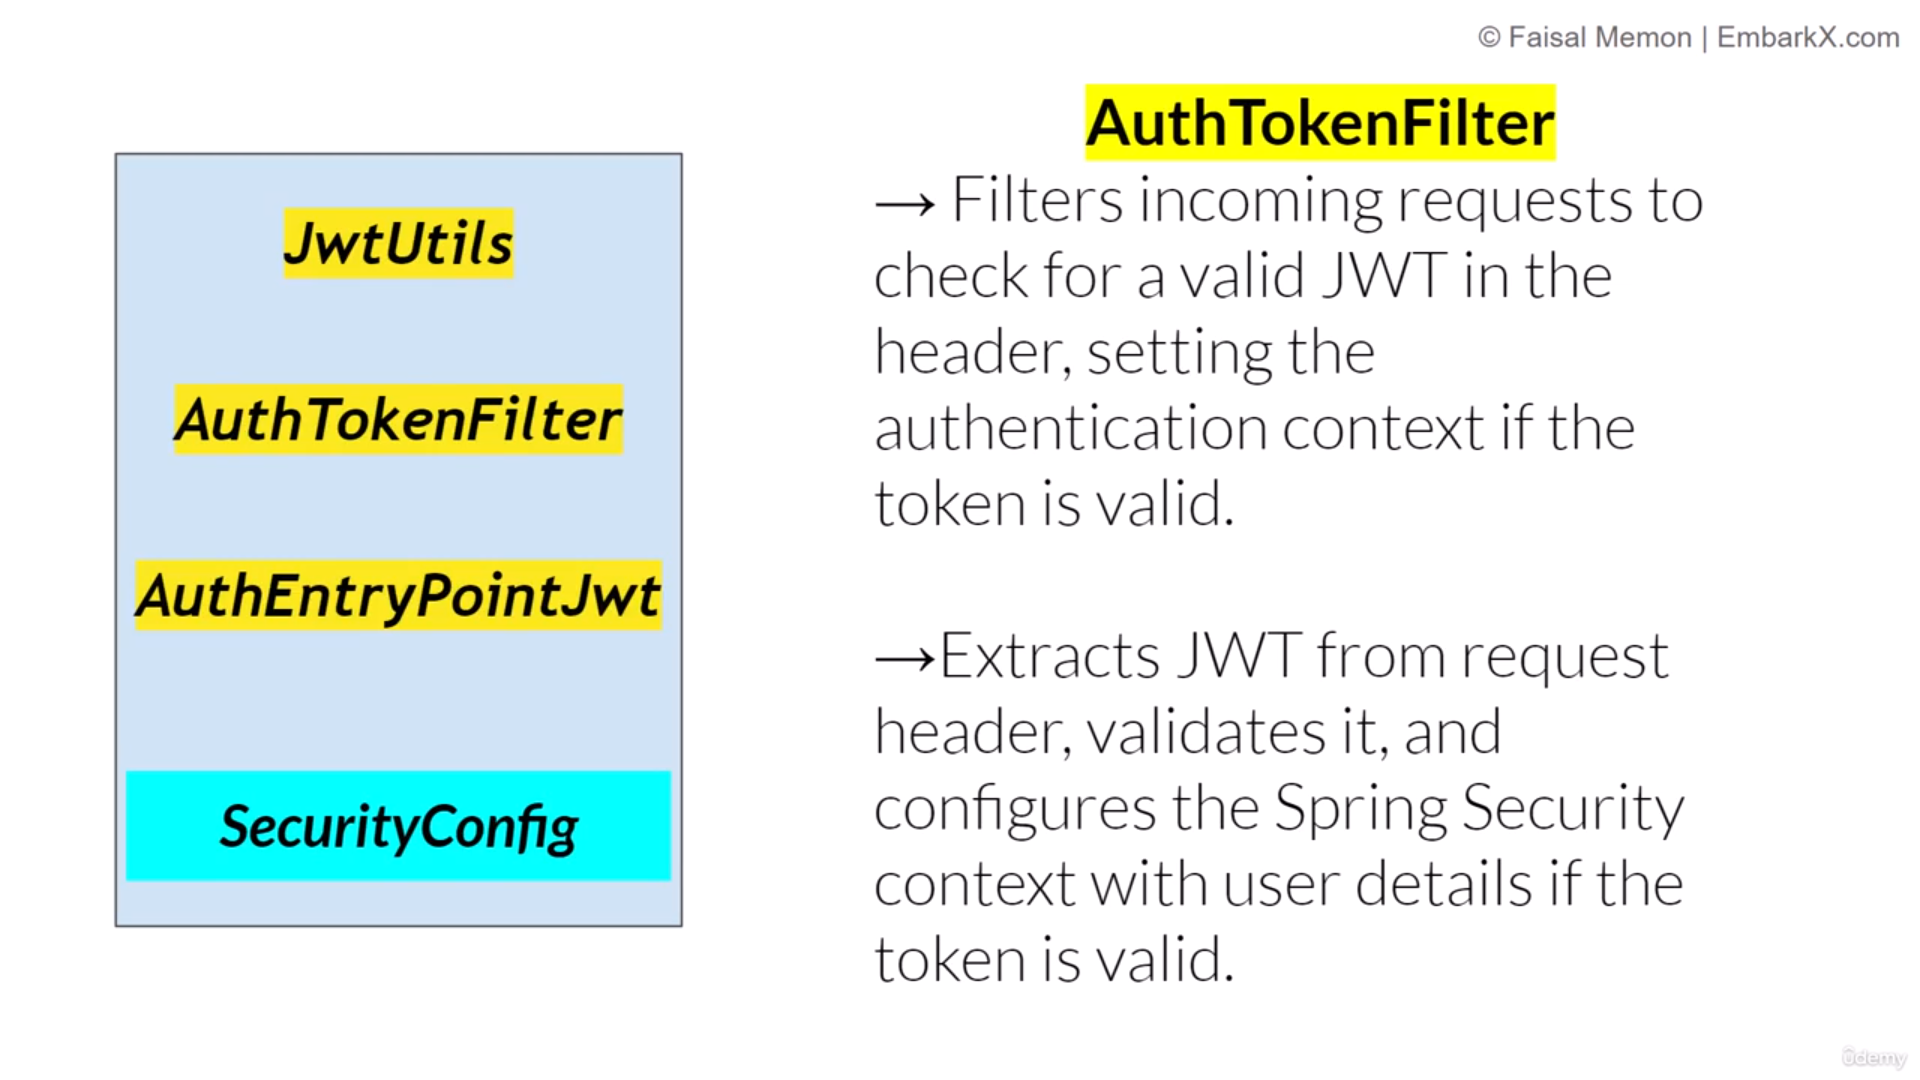 © Faisal Memon | EmbarkX.com
JwtUtils
AuthTokenFilter
AuthEntryPointJwt
SecurityConfig
AuthTokenFilter
→ Filters incoming requests to
check for a valid JWT in the
header, setting the
authentication context if the
token is valid.
→Extracts JWT from request
header, validates it, and
configures the Spring Security
context with user details if the
token is valid.
ûdemy